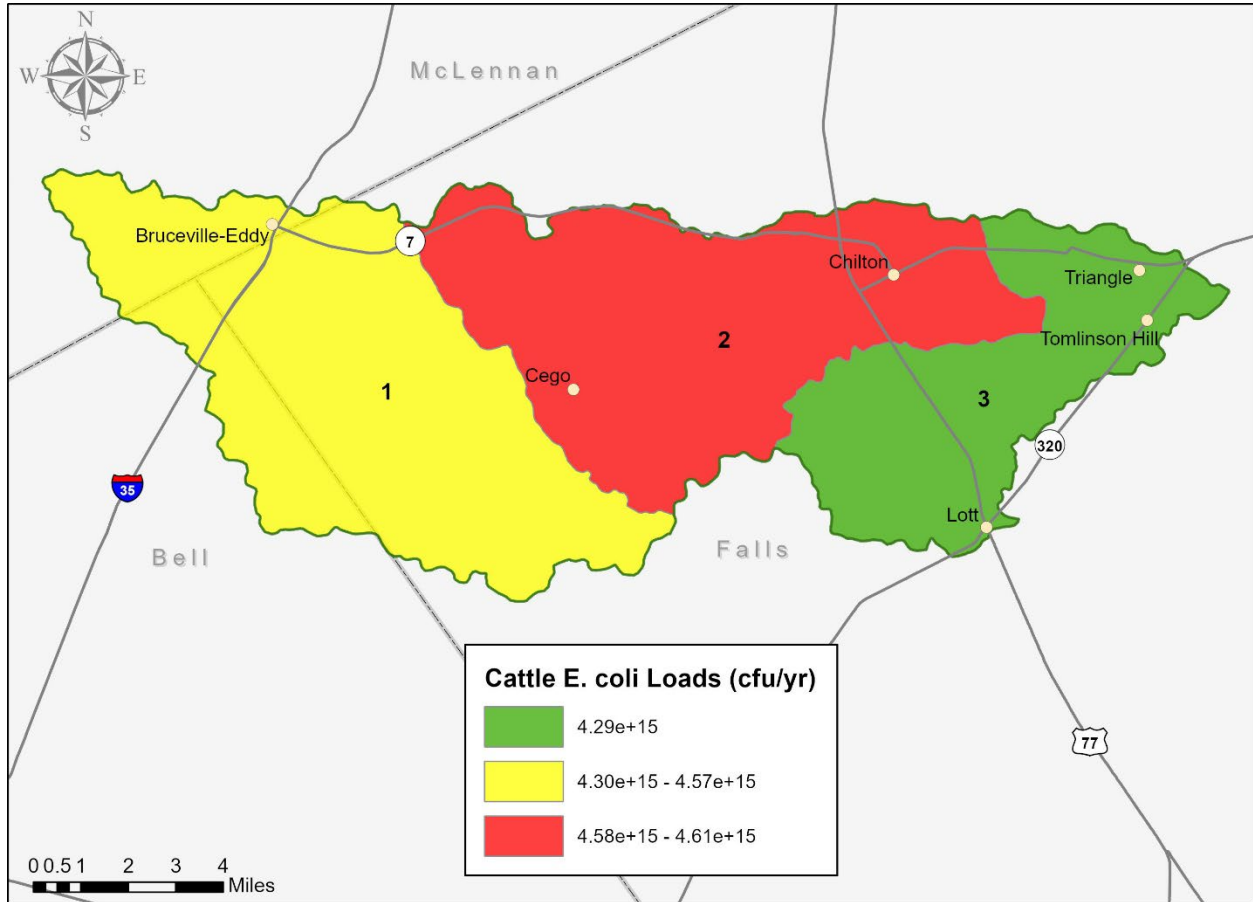 N
W E
S
McLennan
Bruceville-Eddy
7
Chilton
Triangle
Tomlinson Hill
2
Cego
1
3
320
35
Lott
Bell
Falls
Cattle E. coli Loads (cfu/yr)
4.29e+15
4.30e+15 - 4.57e+15
4.58e+15 - 4.61e+15
77
0 0.5 1 2 3 4
Miles